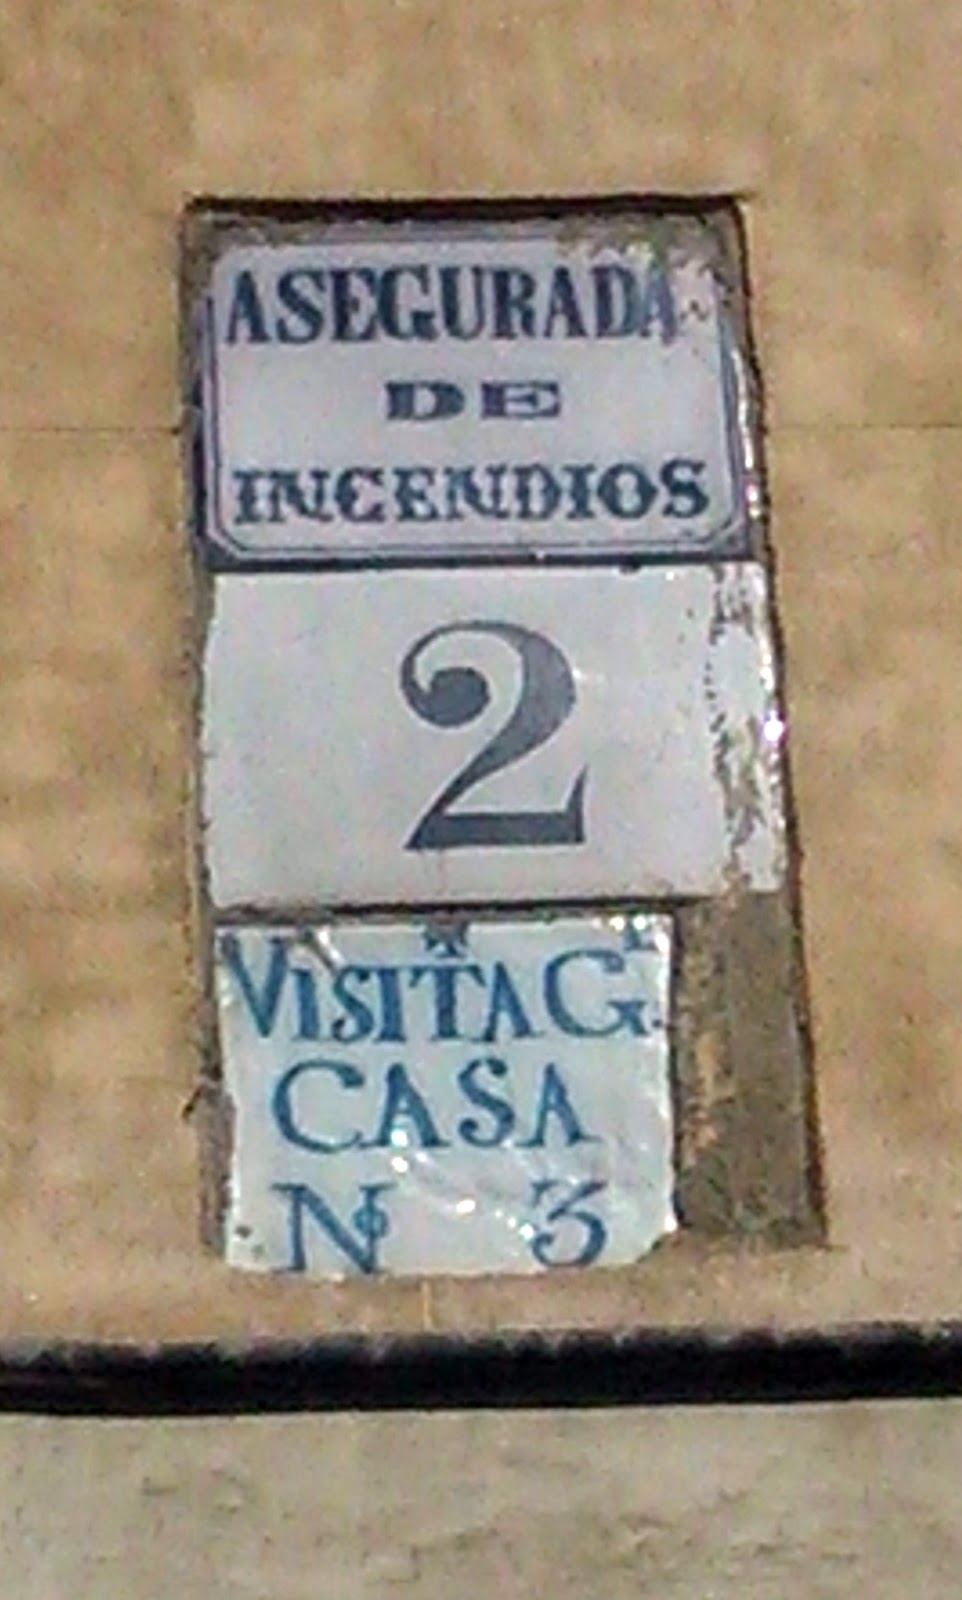 ASEGURADA
DE
INCENDIOS
2
VISITA G.L
CASA
Nº 3